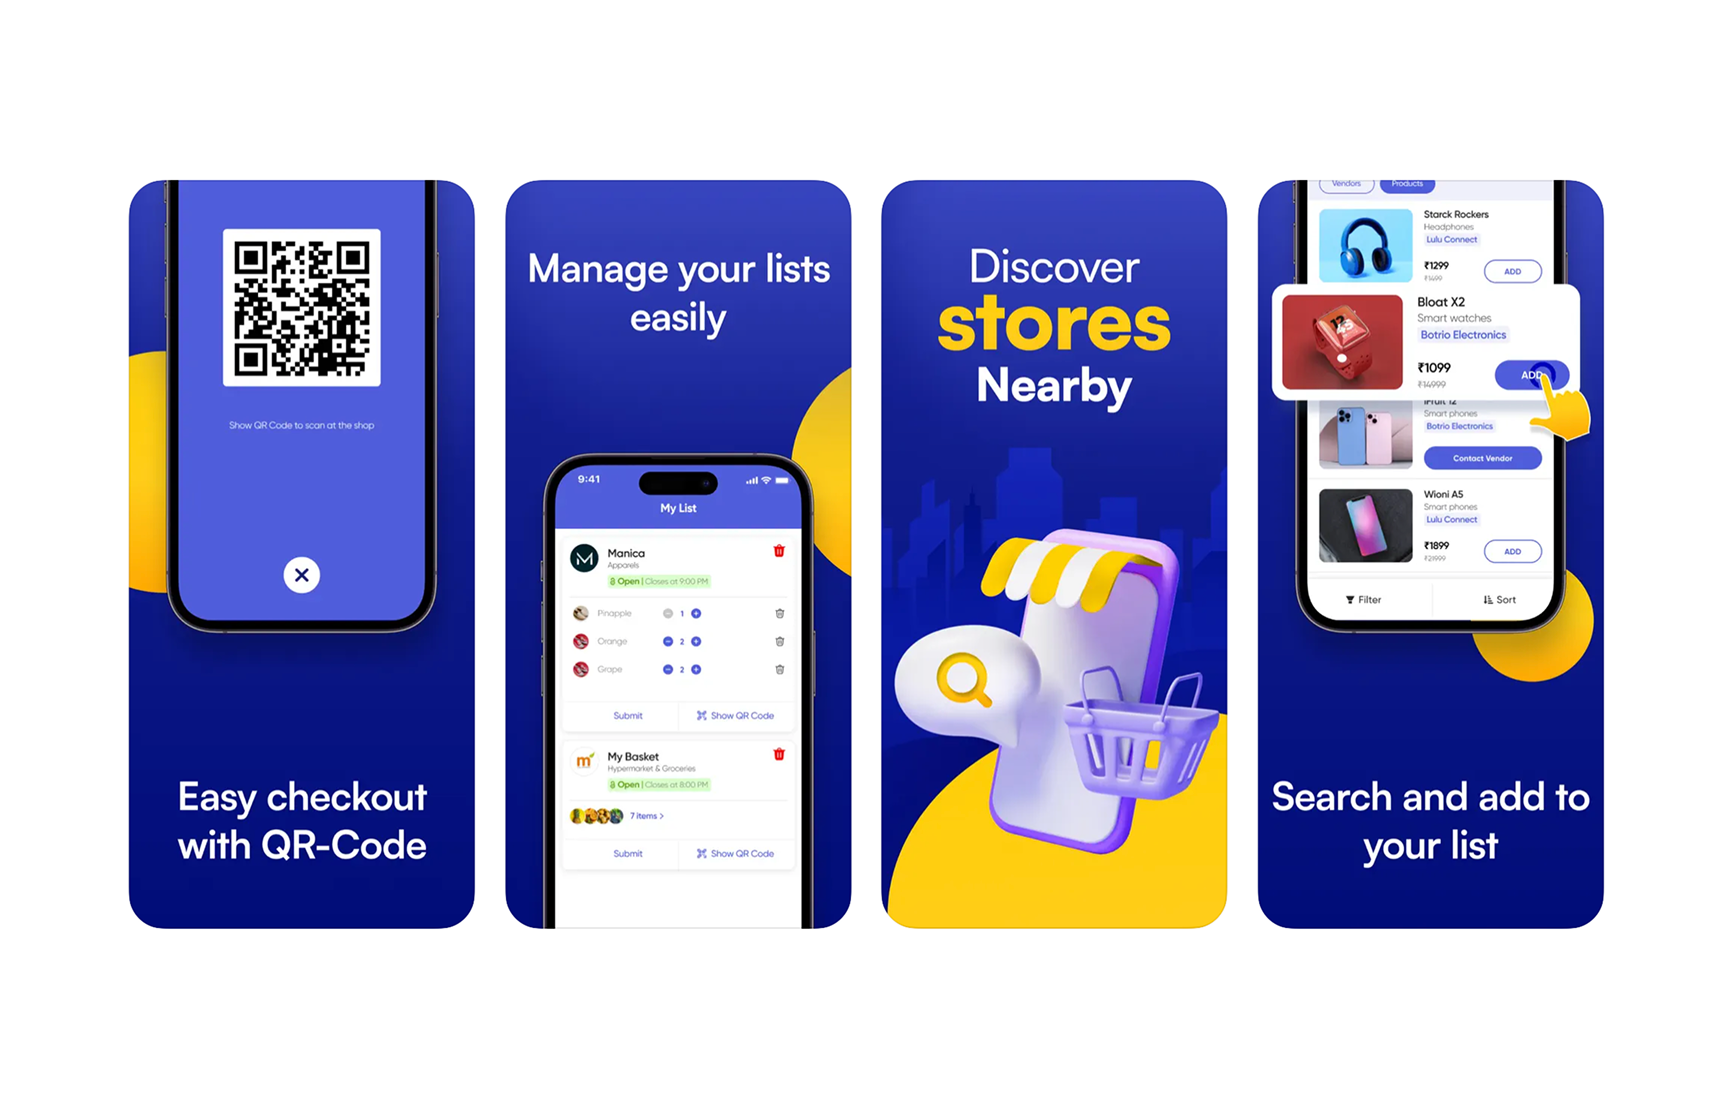 Show QR Code to scan at the shop
Easy checkout
with QR-Code
Manage your lists
easily
9:41
My List
Manica
Apparels
Open | Closes at 9:00 PM
Pinapple
1
Orange
2
Grape
2
Submit
Show QR Code
m
My Basket
Hypermarket & Groceries
Open | Closes at 8:00 PM
7 items >
Submit
Show QR Code
Discover
stores
Nearby
Vendors
Products
Starck Rockers
Headphones
Lulu Connect
₹1299
₹1499
ADD
Bloat X2
Smart watches
Botrio Electronics
₹1099
₹14999
ADD
iFruit 12
Smart phones
Botrio Electronics
Contact Vendor
Wioni A5
Smart phones
Lulu Connect
₹1899
₹21999
ADD
Filter
Sort
Search and add to
your list